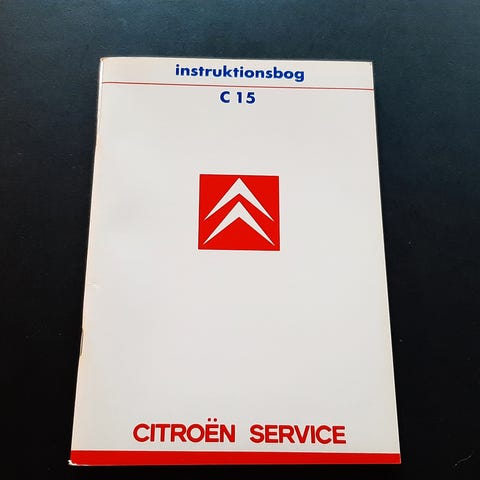 instruktionsbog
C 15
CITROËN SERVICE